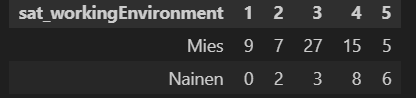 sat_workingEnvironment 1 2 3 4 5
Mies 9 7 27 15 5
Nainen 0 2 3 8 6